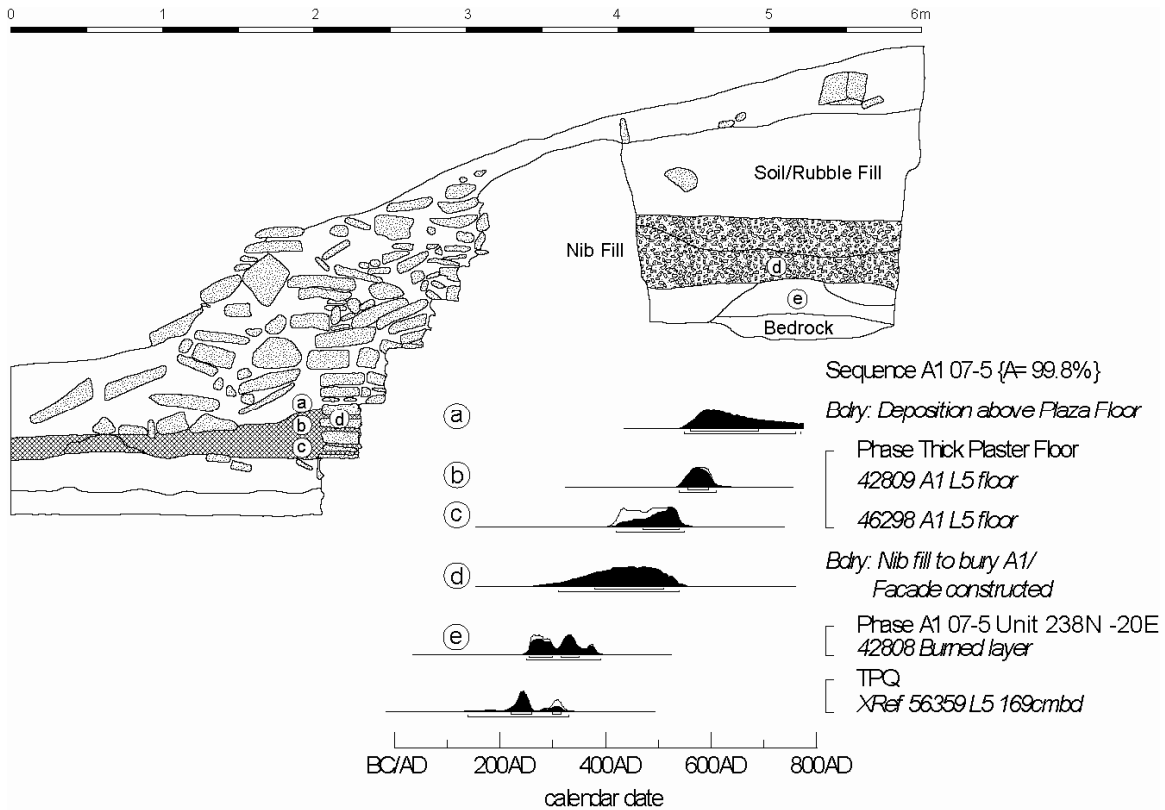 0 1 2 3 4 5 6m
Soil/Rubble Fill
Nib Fill
d
e
Bedrock
a
b
d
c
Sequence A1 07-5 {A= 99.8%}
a
Bdry: Deposition above Plaza Floor
Phase Thick Plaster Floor
b
42809 A1 L5 floor
c
46298 A1 L5 floor
d
Bdry: Nib fill to bury A1/
Facade constructed
Phase A1 07-5 Unit 238N -20E
e
42808 Burned layer
TPQ
XRef 56359 L5 169cmbd
BC/AD 200AD 400AD 600AD 800AD
calendar date